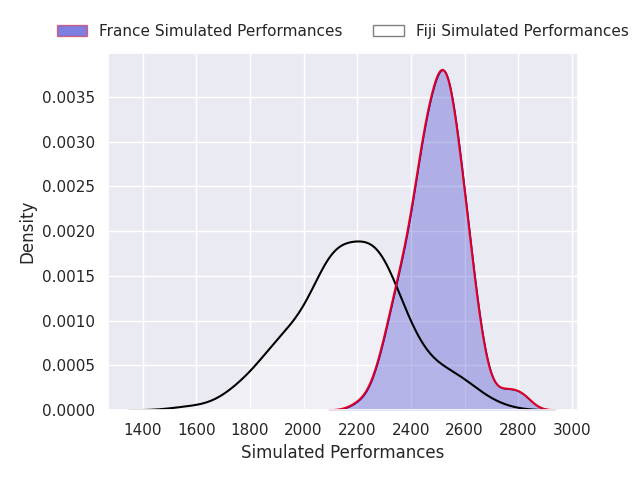 France Simulated Performances
Fiji Simulated Performances
0.0035
0.0030
0.0025
0.0020
0.0015
0.0010
0.0005
0.0000
Density
1400 1600 1800 2000 2200 2400 2600 2800 3000
Simulated Performances